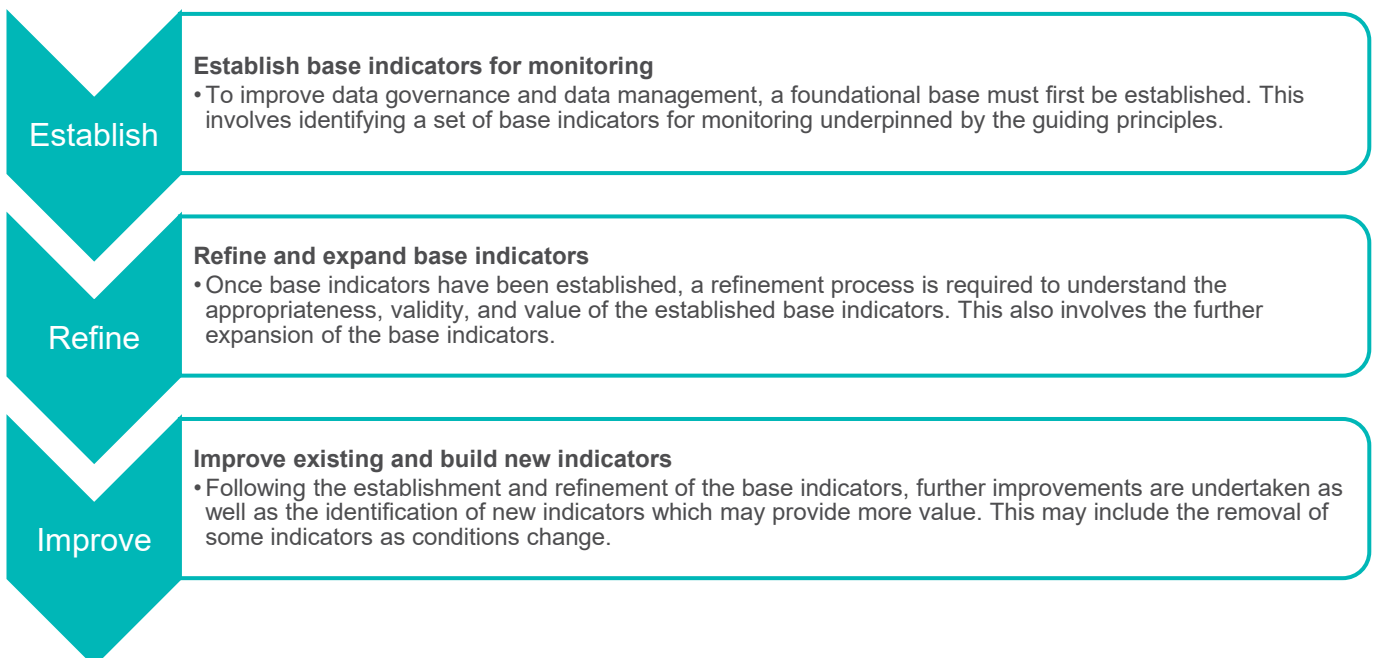 Establish
Establish base indicators for monitoring
• To improve data governance and data management, a foundational base must first be established. This
involves identifying a set of base indicators for monitoring underpinned by the guiding principles.
Refine
Refine and expand base indicators
• Once base indicators have been established, a refinement process is required to understand the
appropriateness, validity, and value of the established base indicators. This also involves the further
expansion of the base indicators.
Improve
Improve existing and build new indicators
• Following the establishment and refinement of the base indicators, further improvements are undertaken as
well as the identification of new indicators which may provide more value. This may include the removal of
some indicators as conditions change.